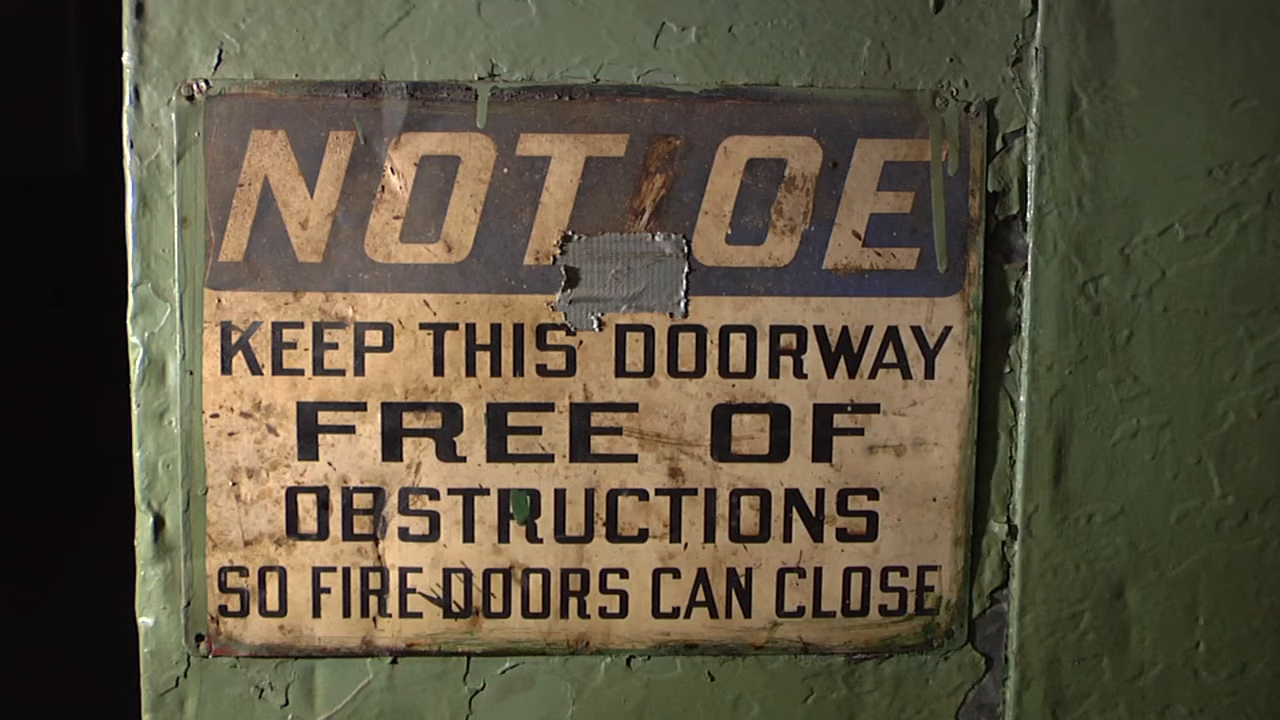 NOT OE
KEEP THIS DOORWAY
FREE OF
OBSTRUCTIONS
SO FIRE DOORS CAN CLOSE